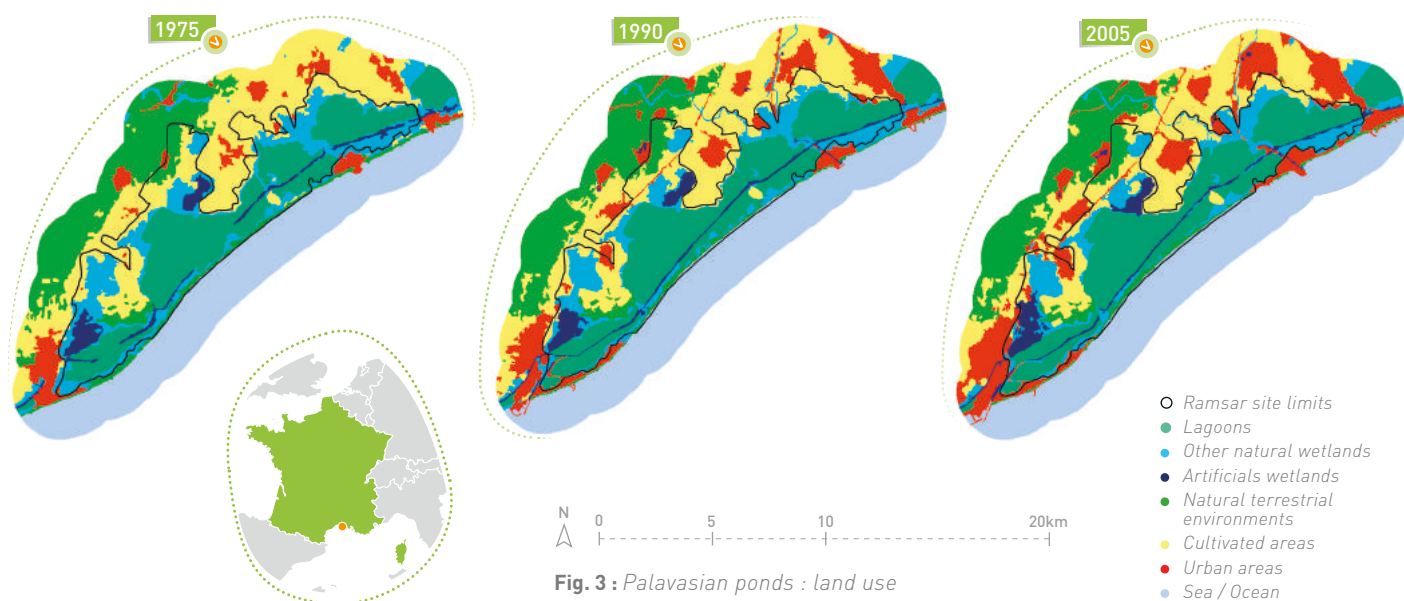 1975
1990
2005
Ramsar site limits
Lagoons
Other natural wetlands
Artificials wetlands
Natural terrestrial
environments
Cultivated areas
Urban areas
Sea / Ocean
N
0 5 10 20km
Fig. 3 : Palavasian ponds : land use